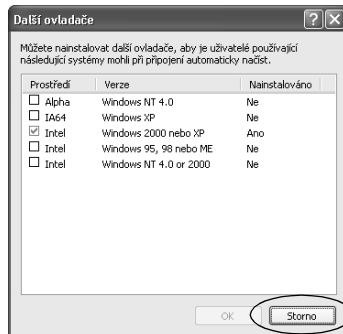 Další ovladače
Můžete nainstalovat další ovladače, aby je uživatelé používající
následující systémy mohli při připojení automaticky načíst.
Prostředí Verze Nainstalováno
Alpha Windows NT 4.0 Ne
IA64 Windows XP Ne
Intel Windows 2000 nebo XP Ano
Intel Windows 95, 98 nebo ME Ne
Intel Windows NT 4.0 or 2000 Ne
OK Storno